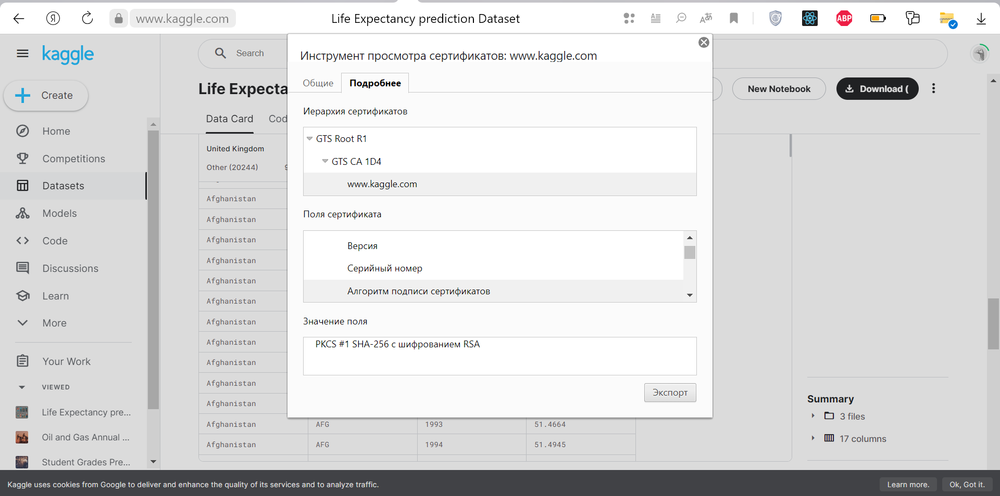 Я
www.kaggle.com
Life Expectancy prediction Dataset
ABP
kaggle
Search
Инструмент просмотра сертификатов: www.kaggle.com
Общие
Подробнее
Create
Life Expecta
New Notebook
Download (
Data Card
Cod
Иерархия сертификатов
GTS Root R1
GTS CA 1D4
www.kaggle.com
Поля сертификата
Версия
Серийный номер
Алгоритм подписи сертификатов
Значение поля
PKCS #1 SHA-256 с шифрованием RSA
Экспорт
Home
Competitions
Datasets
Models
Code
Discussions
Learn
More
Your Work
VIEWED
Life Expectancy pre...
Oil and Gas Annual ...
Student Grades Pre...
United Kingdom
Other (20244)
Afghanistan
Afghanistan
Afghanistan
Afghanistan
Afghanistan
Afghanistan
Afghanistan
Afghanistan
Afghanistan
Afghanistan
Afghanistan
Afghanistan AFG 1993 51.4664
Afghanistan AFG 1994 51.4945
Summary
3 files
17 columns
Kaggle uses cookies from Google to deliver and enhance the quality of its services and to analyze traffic.
Learn more.
Ok, Got it.